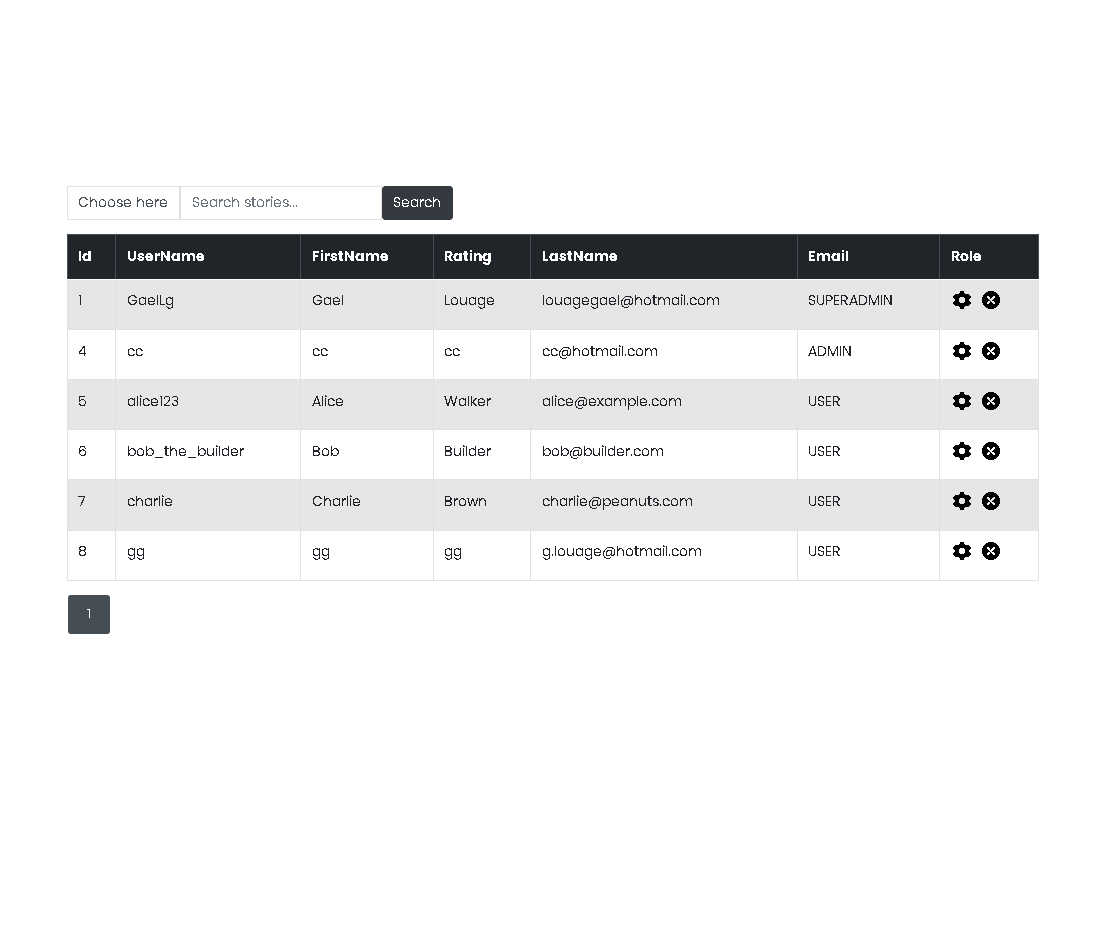 Choose here Search stories... Search
Id UserName FirstName Rating LastName Email Role
1 GaelLg Gael Louage louagegael@hotmail.com SUPERADMIN
4 cc cc cc cc@hotmail.com ADMIN
5 alice123 Alice Walker alice@example.com USER
6 bob_the_builder Bob Builder bob@builder.com USER
7 charlie Charlie Brown charlie@peanuts.com USER
8 gg gg gg g.louage@hotmail.com USER
1